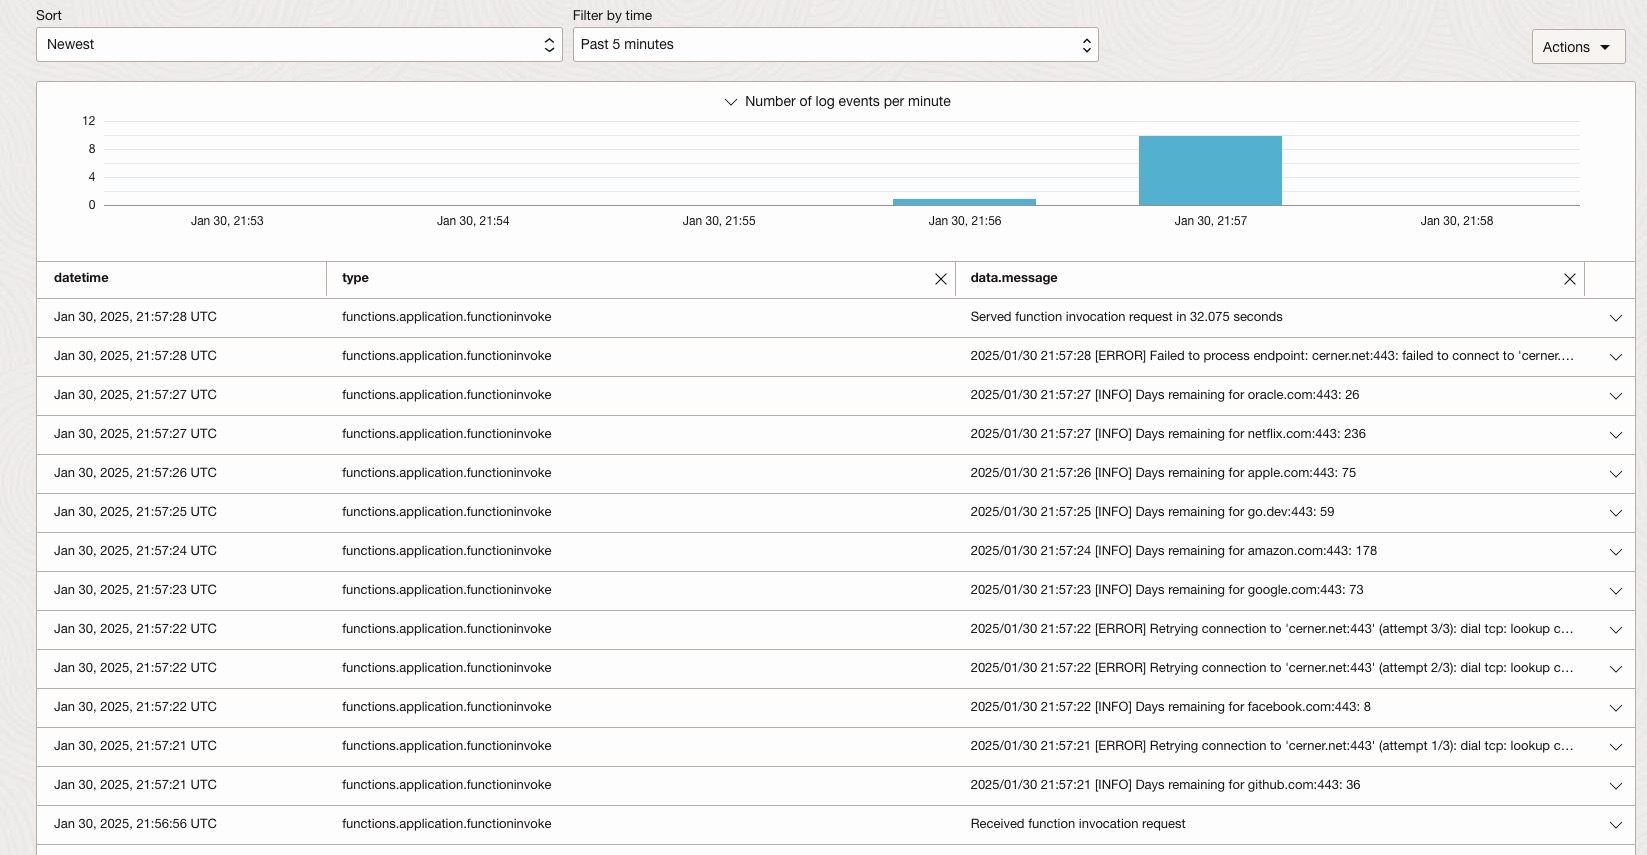 Sort
Filter by time
Newest
Past 5 minutes
Actions
Number of log events per minute
12
8
4
0
Jan 30, 21:53 Jan 30, 21:54 Jan 30, 21:55 Jan 30, 21:56 Jan 30, 21:57 Jan 30, 21:58
datetime type data.message
Jan 30, 2025, 21:57:28 UTC functions.application.functioninvoke Served function invocation request in 32.075 seconds
Jan 30, 2025, 21:57:28 UTC functions.application.functioninvoke 2025/01/30 21:57:28 [ERROR] Failed to process endpoint: cerner.net:443: failed to connect to 'cerner....
Jan 30, 2025, 21:57:27 UTC functions.application.functioninvoke 2025/01/30 21:57:27 [INFO] Days remaining for oracle.com:443: 26
Jan 30, 2025, 21:57:27 UTC functions.application.functioninvoke 2025/01/30 21:57:27 [INFO] Days remaining for netflix.com:443: 236
Jan 30, 2025, 21:57:26 UTC functions.application.functioninvoke 2025/01/30 21:57:26 [INFO] Days remaining for apple.com:443: 75
Jan 30, 2025, 21:57:25 UTC functions.application.functioninvoke 2025/01/30 21:57:25 [INFO] Days remaining for go.dev:443: 59
Jan 30, 2025, 21:57:24 UTC functions.application.functioninvoke 2025/01/30 21:57:24 [INFO] Days remaining for amazon.com:443: 178
Jan 30, 2025, 21:57:23 UTC functions.application.functioninvoke 2025/01/30 21:57:23 [INFO] Days remaining for google.com:443: 73
Jan 30, 2025, 21:57:22 UTC functions.application.functioninvoke 2025/01/30 21:57:22 [ERROR] Retrying connection to 'cerner.net:443' (attempt 3/3): dial tcp: lookup c...
Jan 30, 2025, 21:57:22 UTC functions.application.functioninvoke 2025/01/30 21:57:22 [ERROR] Retrying connection to 'cerner.net:443' (attempt 2/3): dial tcp: lookup c...
Jan 30, 2025, 21:57:22 UTC functions.application.functioninvoke 2025/01/30 21:57:22 [INFO] Days remaining for facebook.com:443: 8
Jan 30, 2025, 21:57:21 UTC functions.application.functioninvoke 2025/01/30 21:57:21 [ERROR] Retrying connection to 'cerner.net:443' (attempt 1/3): dial tcp: lookup c...
Jan 30, 2025, 21:57:21 UTC functions.application.functioninvoke 2025/01/30 21:57:21 [INFO] Days remaining for github.com:443: 36
Jan 30, 2025, 21:56:56 UTC functions.application.functioninvoke Received function invocation request